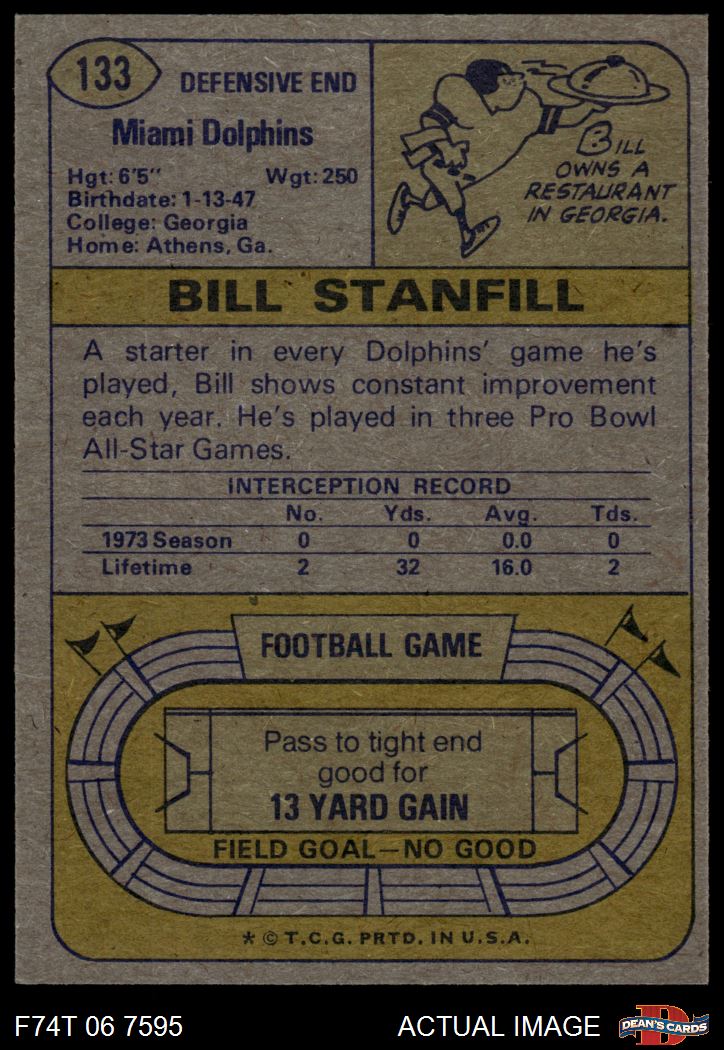 133
DEFENSIVE END
Miami Dolphins
Hgt: 6'5" Wgt: 250
Birthdate: 1-13-47
College: Georgia
Home: Athens, Ga.
BILL
OWNS A
RESTAURANT
IN GEORGIA.
BILL STANFILL
A starter in every Dolphins' game he's
played, Bill shows constant improvement
each year. He's played in three Pro Bowl
All-Star Games.
INTERCEPTION RECORD
No. Yds. Avg. Tds.
1973 Season 0 0 0.0 0
Lifetime 2 32 16.0 2
FOOTBALL GAME
Pass to tight end
good for
13 YARD GAIN
FIELD GOAL—NO GOOD
* © T.C.G. PRTD. IN U.S.A.
F74T 06 7595 ACTUAL IMAGE
D
DEAN'S CARDS